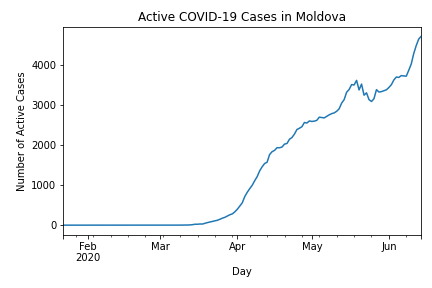 Active COVID-19 Cases in Moldova
Number of Active Cases
4000
3000
2000
1000
0
Feb
2020
Mar
Apr
May
Jun
Day